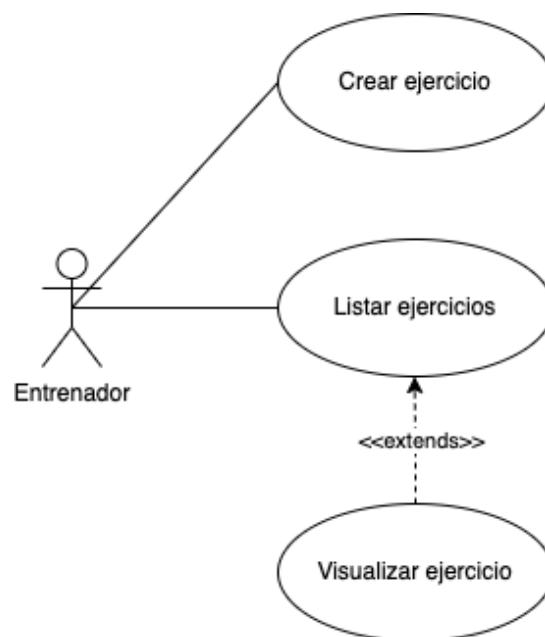 Crear ejercicio
Listar ejercicios
Entrenador
<<extends>>
Visualizar ejercicio